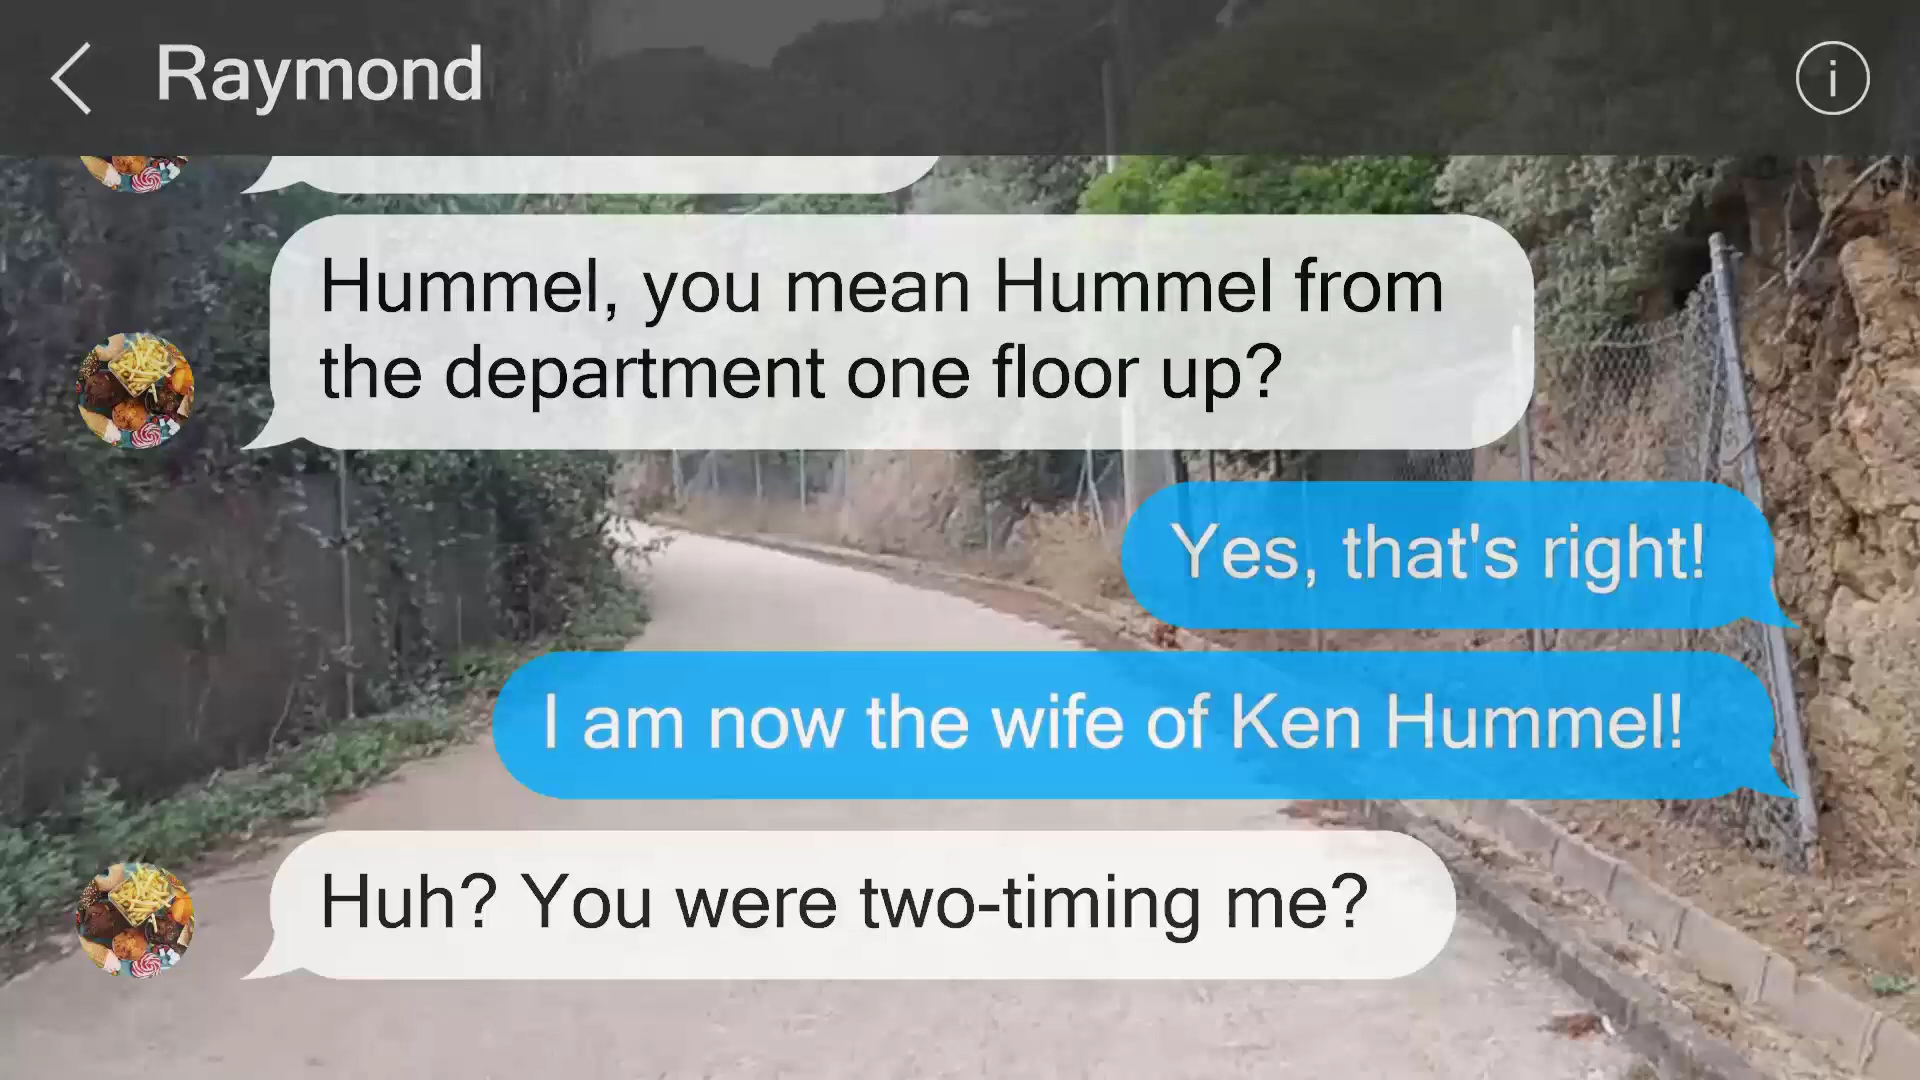 Raymond
Hummel, you mean Hummel from
the department one floor up?
Yes, that's right!
I am now the wife of Ken Hummel!
Huh? You were two-timing me?